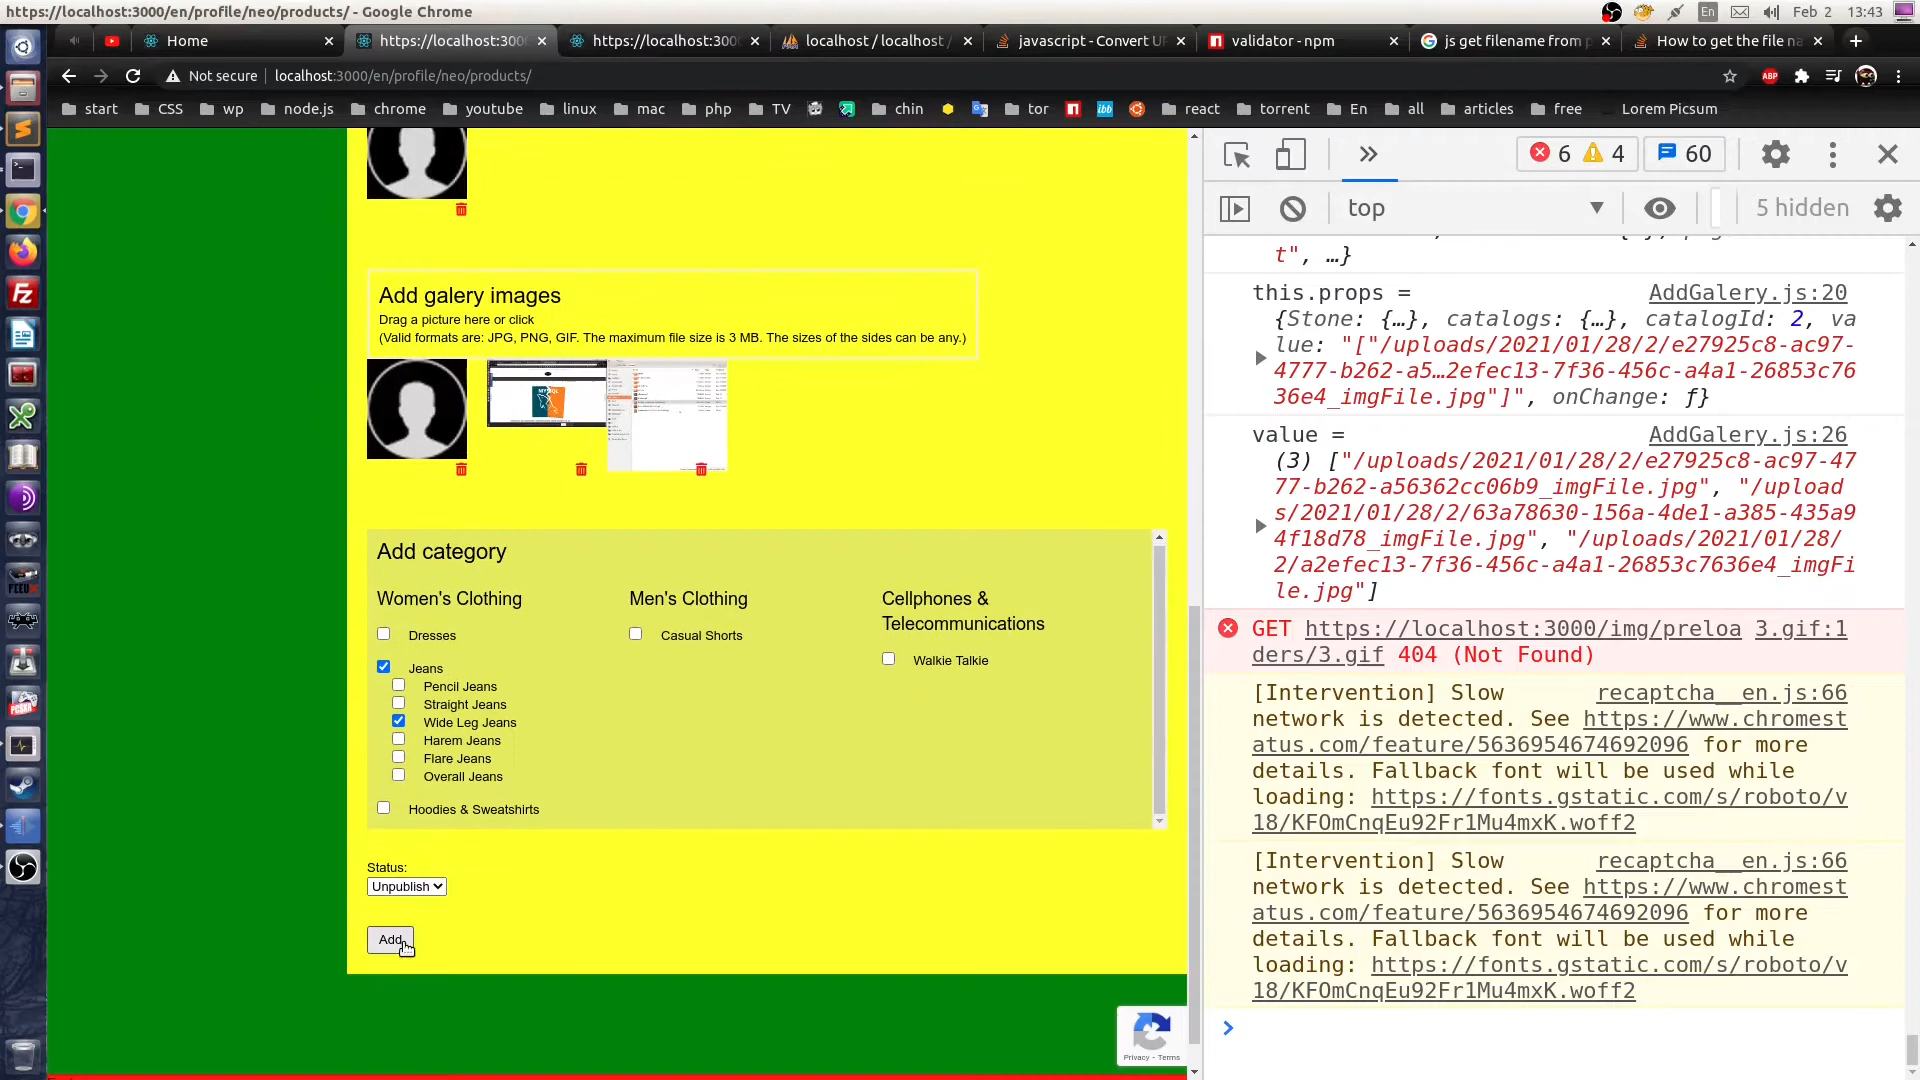 https://localhost:3000/en/profile/neo/products/ - Google Chrome
En
Feb 2
13:43
Home
https://localhost:300
https://localhost:300
localhost / localhost /
javascript - Convert UR
validator - npm
js get filename from p
How to get the file na
Not secure
localhost:3000/en/profile/neo/products/
ABP
start
CSS
wp
node.js
chrome
youtube
linux
mac
php
TV
chin
tor
ibb
react
torrent
En
all
articles
free
Lorem Picsum
6
4
60
top
5 hidden
t", …}
this.props =
AddGalery.js:20
{Stone: {…}, catalogs: {…}, catalogId: 2, va
lue: "["/uploads/2021/01/28/2/e27925c8-ac97-
4777-b262-a5…2efec13-7f36-456c-a4a1-26853c76
36e4_imgFile.jpg"]", onChange: ƒ}
value =
AddGalery.js:26
(3) ["/uploads/2021/01/28/2/e27925c8-ac97-47
77-b262-a56362cc06b9_imgFile.jpg", "/upload
s/2021/01/28/2/63a78630-156a-4de1-a385-435a9
4f18d78_imgFile.jpg", "/uploads/2021/01/28/
2/a2efec13-7f36-456c-a4a1-26853c7636e4_imgFi
le.jpg"]
GET https://localhost:3000/img/preloa 3.gif:1
ders/3.gif 404 (Not Found)
[Intervention] Slow
recaptcha__en.js:66
network is detected. See https://www.chromest
atus.com/feature/5636954674692096 for more
details. Fallback font will be used while
loading: https://fonts.gstatic.com/s/roboto/v
18/KFOmCnqEu92Fr1Mu4mxK.woff2
[Intervention] Slow
recaptcha__en.js:66
network is detected. See https://www.chromest
atus.com/feature/5636954674692096 for more
details. Fallback font will be used while
loading: https://fonts.gstatic.com/s/roboto/v
18/KFOmCnqEu92Fr1Mu4mxK.woff2
Add galery images
Drag a picture here or click
(Valid formats are: JPG, PNG, GIF. The maximum file size is 3 MB. The sizes of the sides can be any.)
Add category
Women's Clothing
Dresses
Jeans
Pencil Jeans
Straight Jeans
Wide Leg Jeans
Harem Jeans
Flare Jeans
Overall Jeans
Hoodies & Sweatshirts
Men's Clothing
Casual Shorts
Cellphones &
Telecommunications
Walkie Talkie
Status:
Unpublish
Add
Privacy - Terms